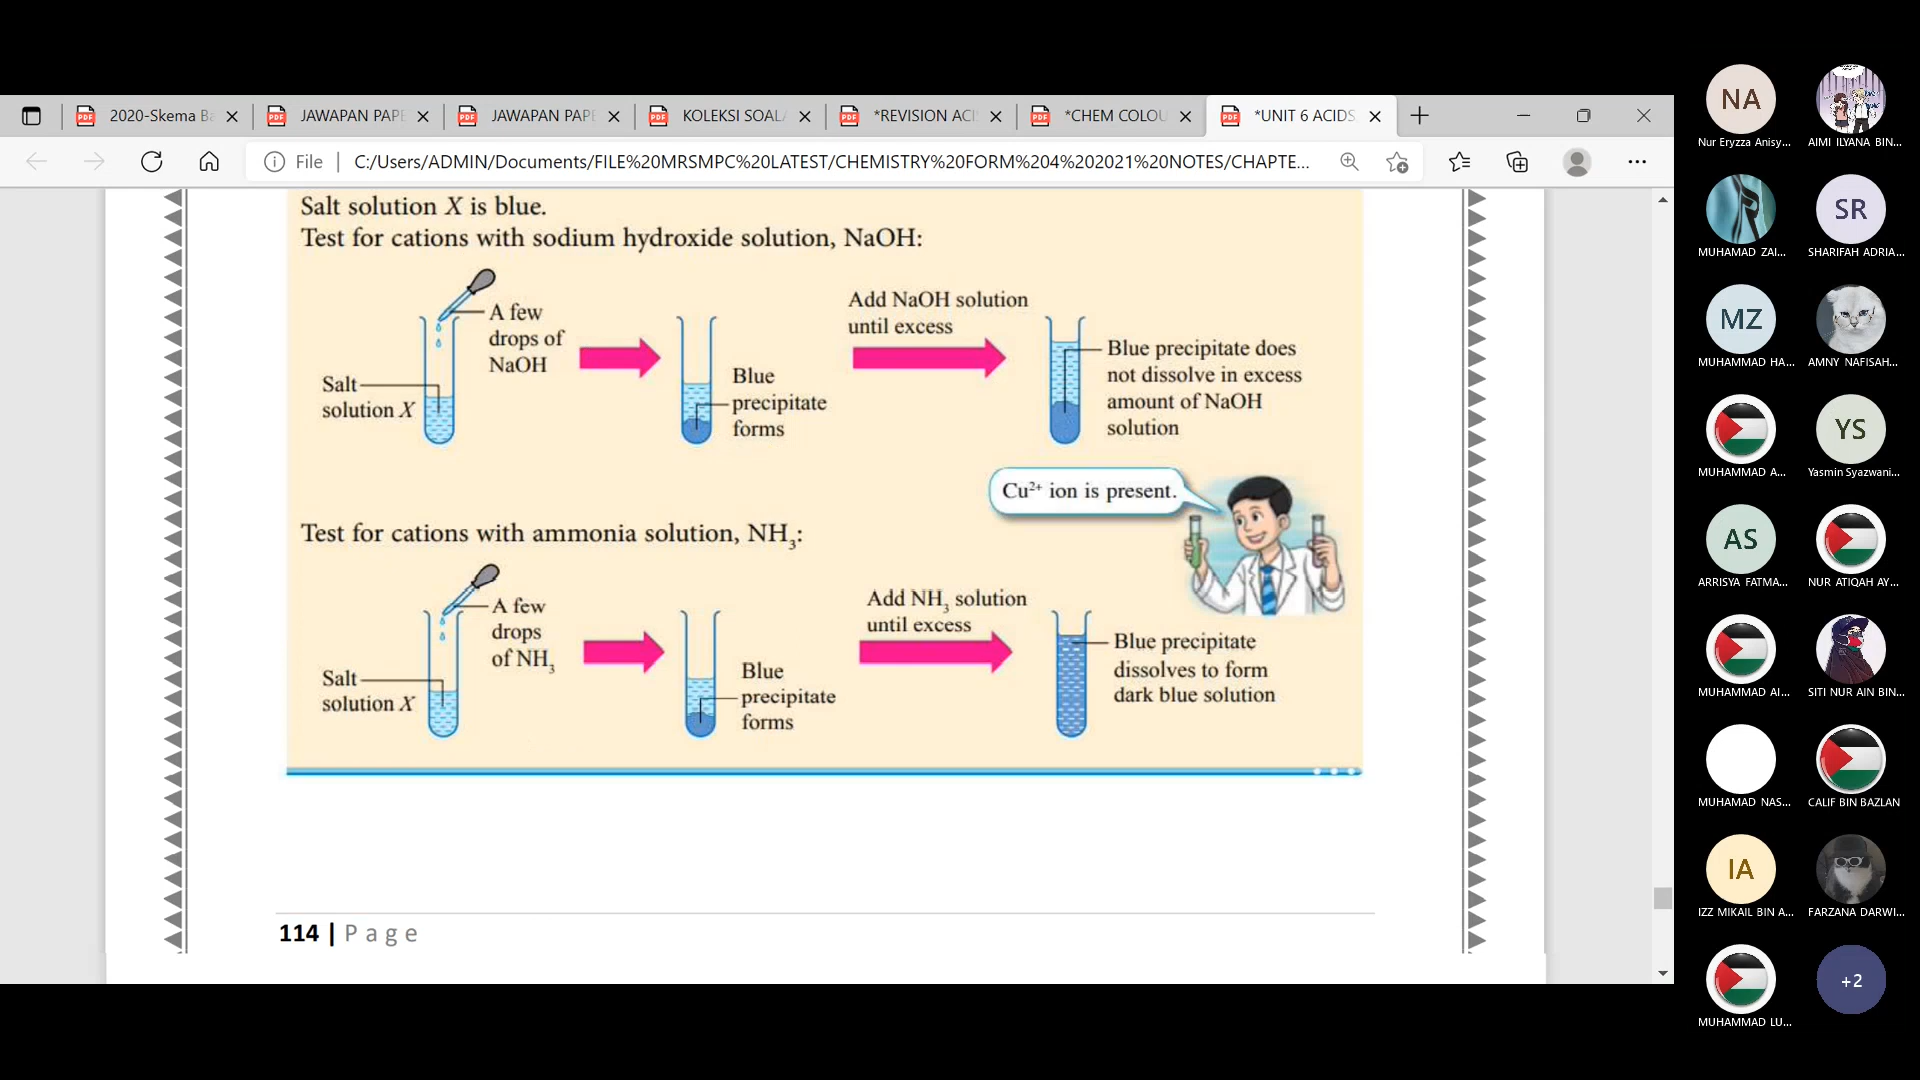 2020-Skema Ba
JAWAPAN PAPE
JAWAPAN PAPE
KOLEKSI SOALA
*REVISION ACI
*CHEM COLOU
*UNIT 6 ACIDS
File
C:/Users/ADMIN/Documents/FILE%20MRSMPC%20LATEST/CHEMISTRY%20FORM%204%202021%20NOTES/CHAPTE...
Salt solution X is blue.
Test for cations with sodium hydroxide solution, NaOH:
A few
drops of
NaOH
Salt
solution X
Blue
precipitate
forms
Add NaOH solution
until excess
Blue precipitate does
not dissolve in excess
amount of NaOH
solution
Cu²⁺ ion is present.
Test for cations with ammonia solution, NH₃:
A few
drops
of NH₃
Salt
solution X
Blue
precipitate
forms
Add NH₃ solution
until excess
Blue precipitate
dissolves to form
dark blue solution
114 | Page
NA
Nur Eryzza Anisy...
AIMI ILYANA BIN...
MUHAMAD ZAI...
SR
SHARIFAH ADRIA...
MZ
MUHAMMAD HA...
AMNY NAFISAH...
MUHAMMAD A...
YS
Yasmin Syazwani...
AS
ARRISYA FATMA...
NUR ATIQAH AY...
MUHAMMAD AI...
SITI NUR AIN BIN...
MUHAMAD NAS...
CALIF BIN BAZLAN
IA
IZZ MIKAIL BIN A...
FARZANA DARWI...
MUHAMMAD LU...
+2